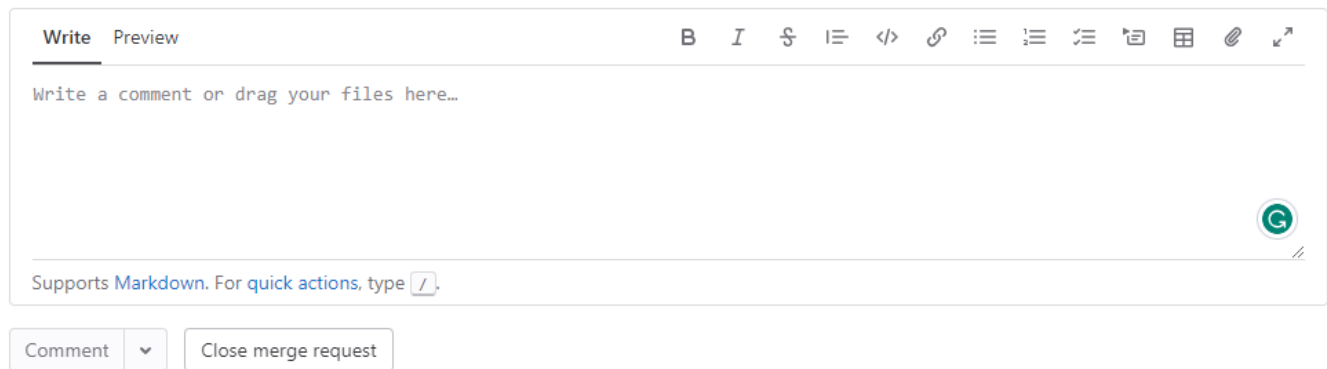 Write Preview
Write a comment or drag your files here…
Supports Markdown. For quick actions, type /.
Comment Close merge request